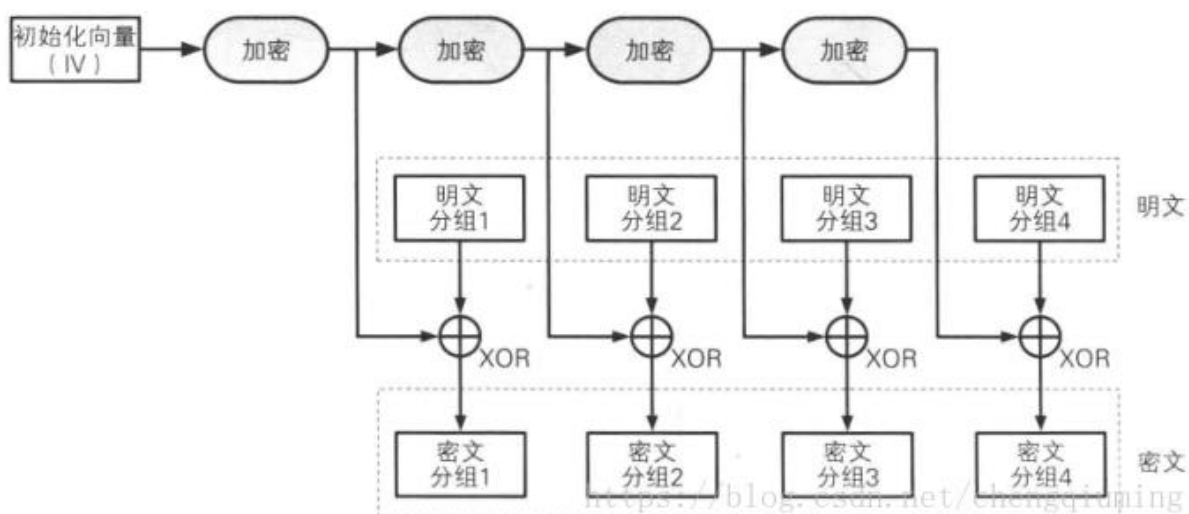 初始化向量
( IV )
加密
加密
加密
加密
明文
分组1
明文
分组2
明文
分组3
明文
分组4
明文
XOR
XOR
XOR
XOR
密文
分组1
密文
分组2
密文
分组3
密文
分组4
密文
https://blog.csdn.net/chengqiuming